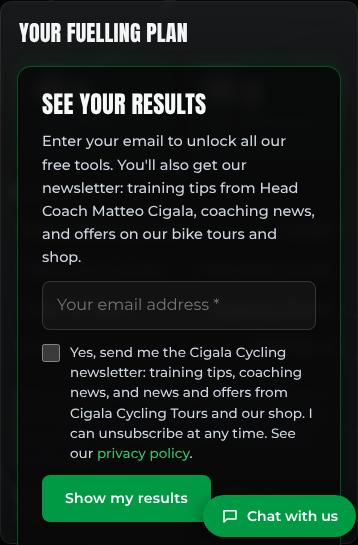 YOUR FUELLING PLAN
SEE YOUR RESULTS
Enter your email to unlock all our
free tools. You'll also get our
newsletter: training tips from Head
Coach Matteo Cigala, coaching news,
and offers on our bike tours and
shop.
Your email address *
Yes, send me the Cigala Cycling
newsletter: training tips, coaching
news, and news and offers from
Cigala Cycling Tours and our shop. I
can unsubscribe at any time. See
our privacy policy.
Show my results
Chat with us